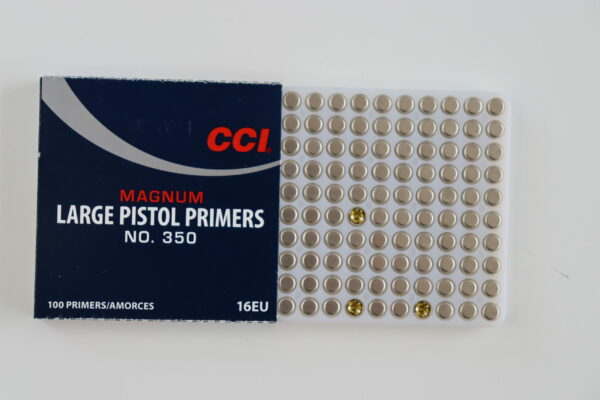 CCI
MAGNUM
LARGE PISTOL PRIMERS
NO. 350
100 PRIMERS/AMORCES 16EU